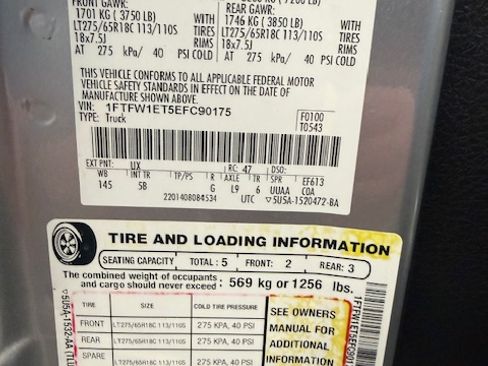 FRONT GAWR:
1701 KG ( 3750 LB)
WITH
LT275/65R18C 113/110S
TIRES
18x7.5J
RIMS
AT 275 kPa/ 40 PSI COLD
REAR GAWR:
1746 KG ( 3850 LB)
WITH
LT275/65R18C 113/110S
TIRES
18x7.5J
RIMS
AT 275 kPa/ 40 PSI COLD
THIS VEHICLE CONFORMS TO ALL APPLICABLE FEDERAL MOTOR
VEHICLE SAFETY STANDARDS IN EFFECT ON THE DATE OF
MANUFACTURE SHOWN ABOVE.
VIN: 1FTFW1ET5EFC90175
TYPE: Truck
F0100
T0543
EXT PNT: UX RC: 47 DSO:
WB INT TR TP/PS R AXLE TR SPR EF613
145 5B G L9 6 UUAA COA
2201408084534 UTC 5U5A-1520472-BA
TIRE AND LOADING INFORMATION
SEATING CAPACITY TOTAL: 5 FRONT: 2 REAR: 3
The combined weight of occupants
and cargo should never exceed: 569 kg or 1256 lbs.
TIRE SIZE COLD TIRE PRESSURE
FRONT LT275/65R18C 113/110S 275 KPA, 40 PSI
REAR LT275/65R18C 113/110S 275 KPA, 40 PSI
SPARE LT275/65R18C 113/110S 275 KPA, 40 PSI
SEE OWNERS
MANUAL FOR
ADDITIONAL
INFORMATION
5U5A-1532-AA